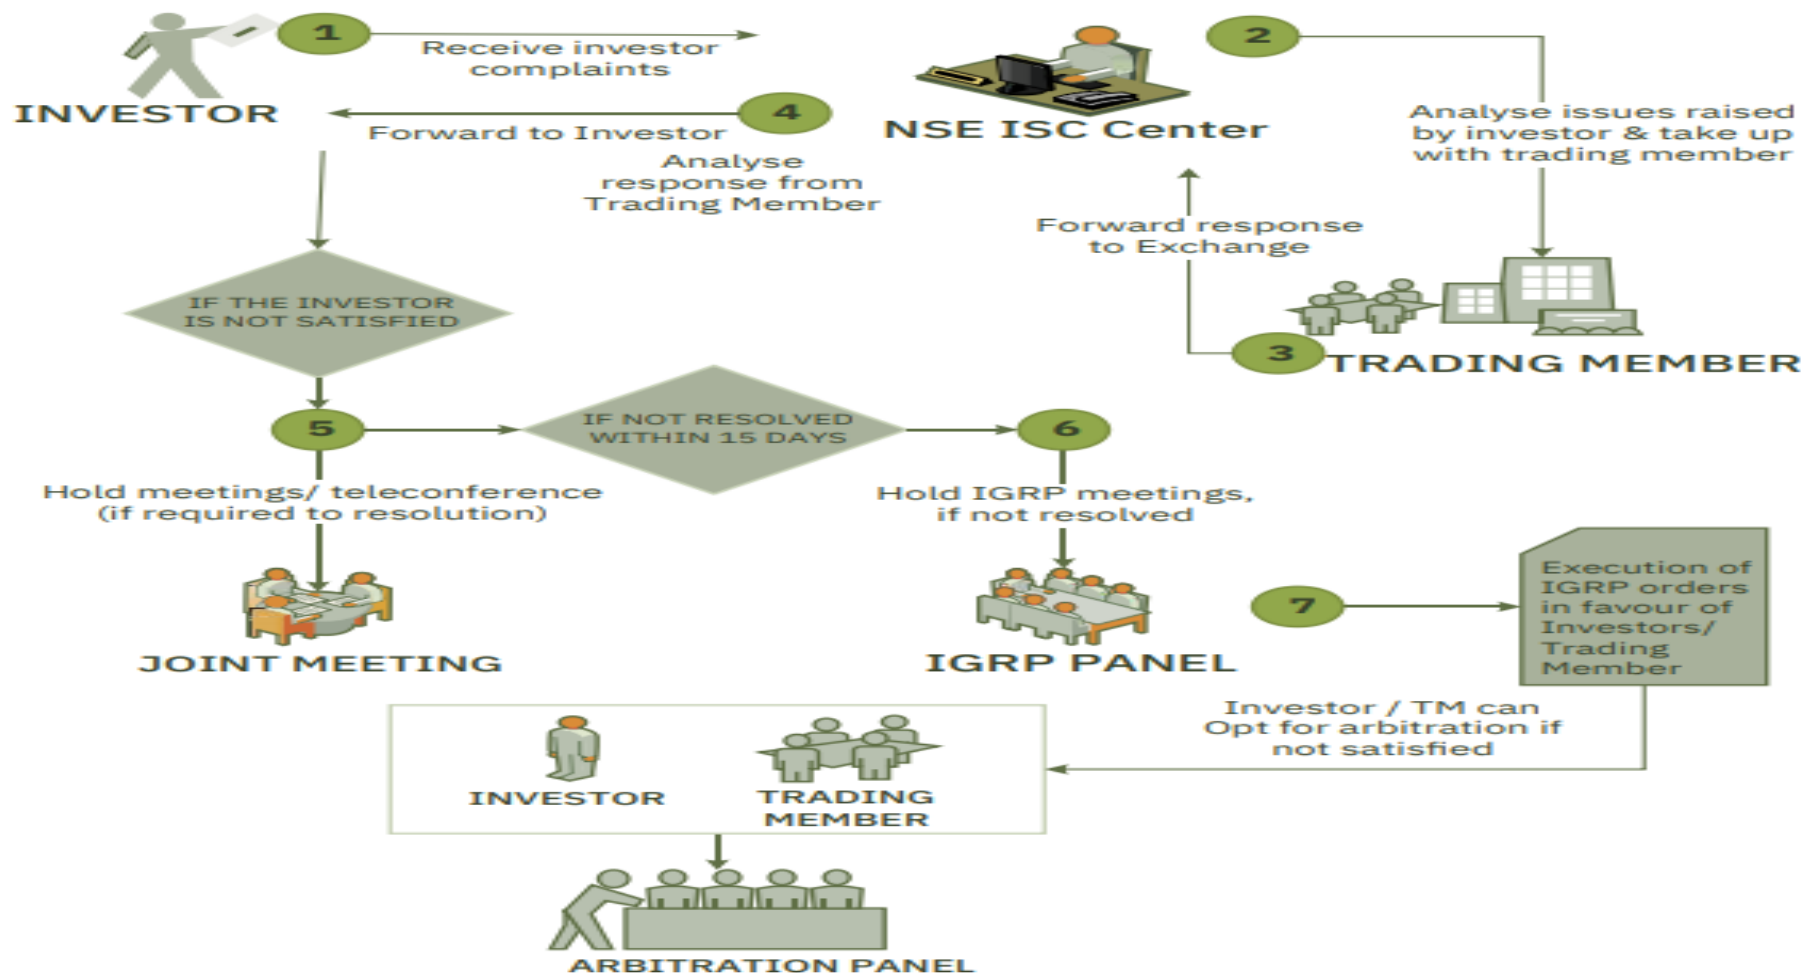 1
Receive investor
complaints
INVESTOR
4
Forward to Investor
Analyse
response from
Trading Member
NSE ISC Center
2
Analyse issues raised
by investor & take up
with trading member
Forward response
to Exchange
3
TRADING MEMBER
IF THE INVESTOR
IS NOT SATISFIED
5
IF NOT RESOLVED
WITHIN 15 DAYS
6
Hold meetings/ teleconference
(if required to resolution)
JOINT MEETING
Hold IGRP meetings,
if not resolved
IGRP PANEL
7
Execution of
IGRP orders
in favour of
Investors/
Trading
Member
Investor / TM can
Opt for arbitration if
not satisfied
INVESTOR
TRADING
MEMBER
ARBITRATION PANEL